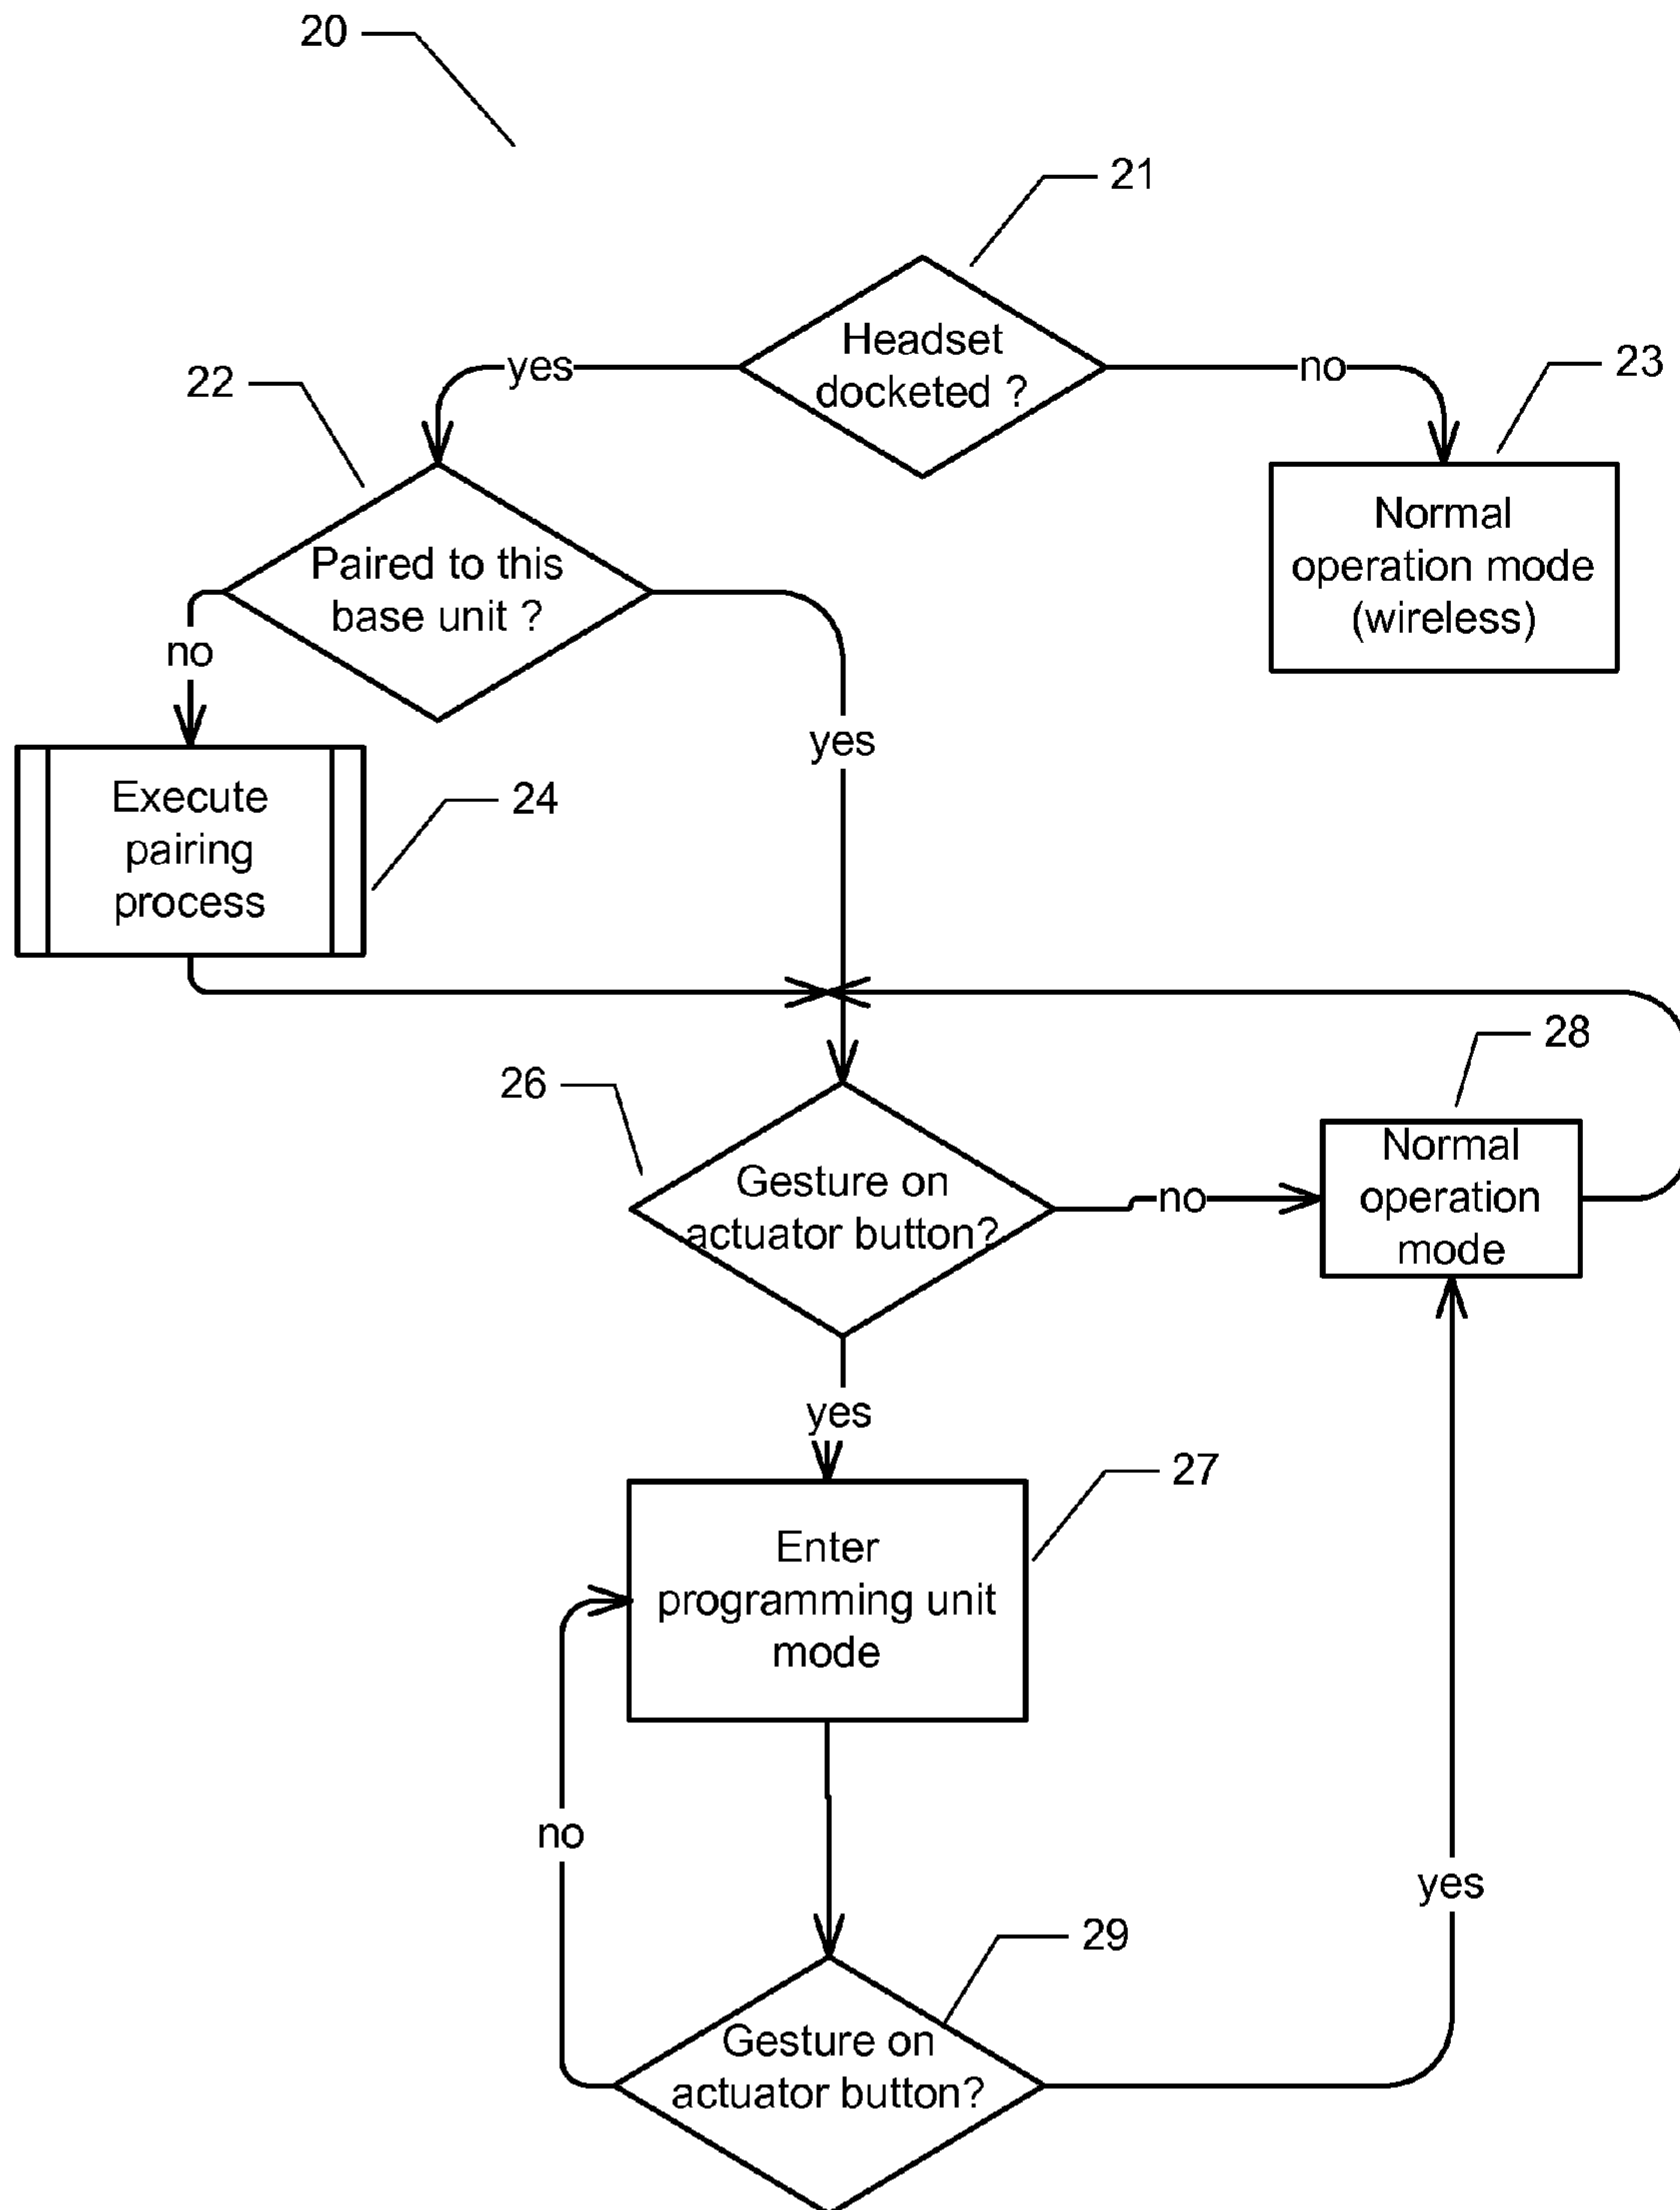 20
21
Headset
docketed ?
yes
no
22
23
Paired to this
base unit ?
Normal
operation mode
(wireless)
no
yes
Execute
pairing
process
24
26
28
Gesture on
actuator button?
no
Normal
operation
mode
yes
27
Enter
programming unit
mode
no
yes
29
Gesture on
actuator button?